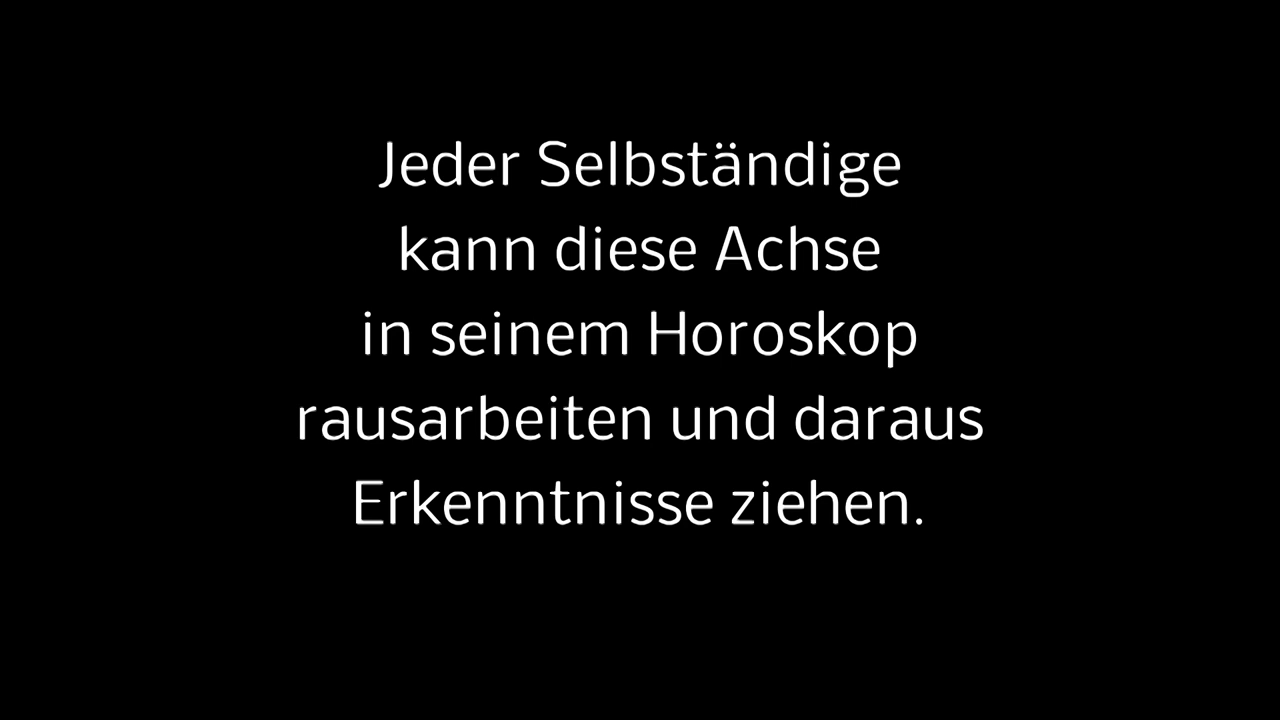 Jeder Selbständige
kann diese Achse
in seinem Horoskop
rausarbeiten und daraus
Erkenntnisse ziehen.